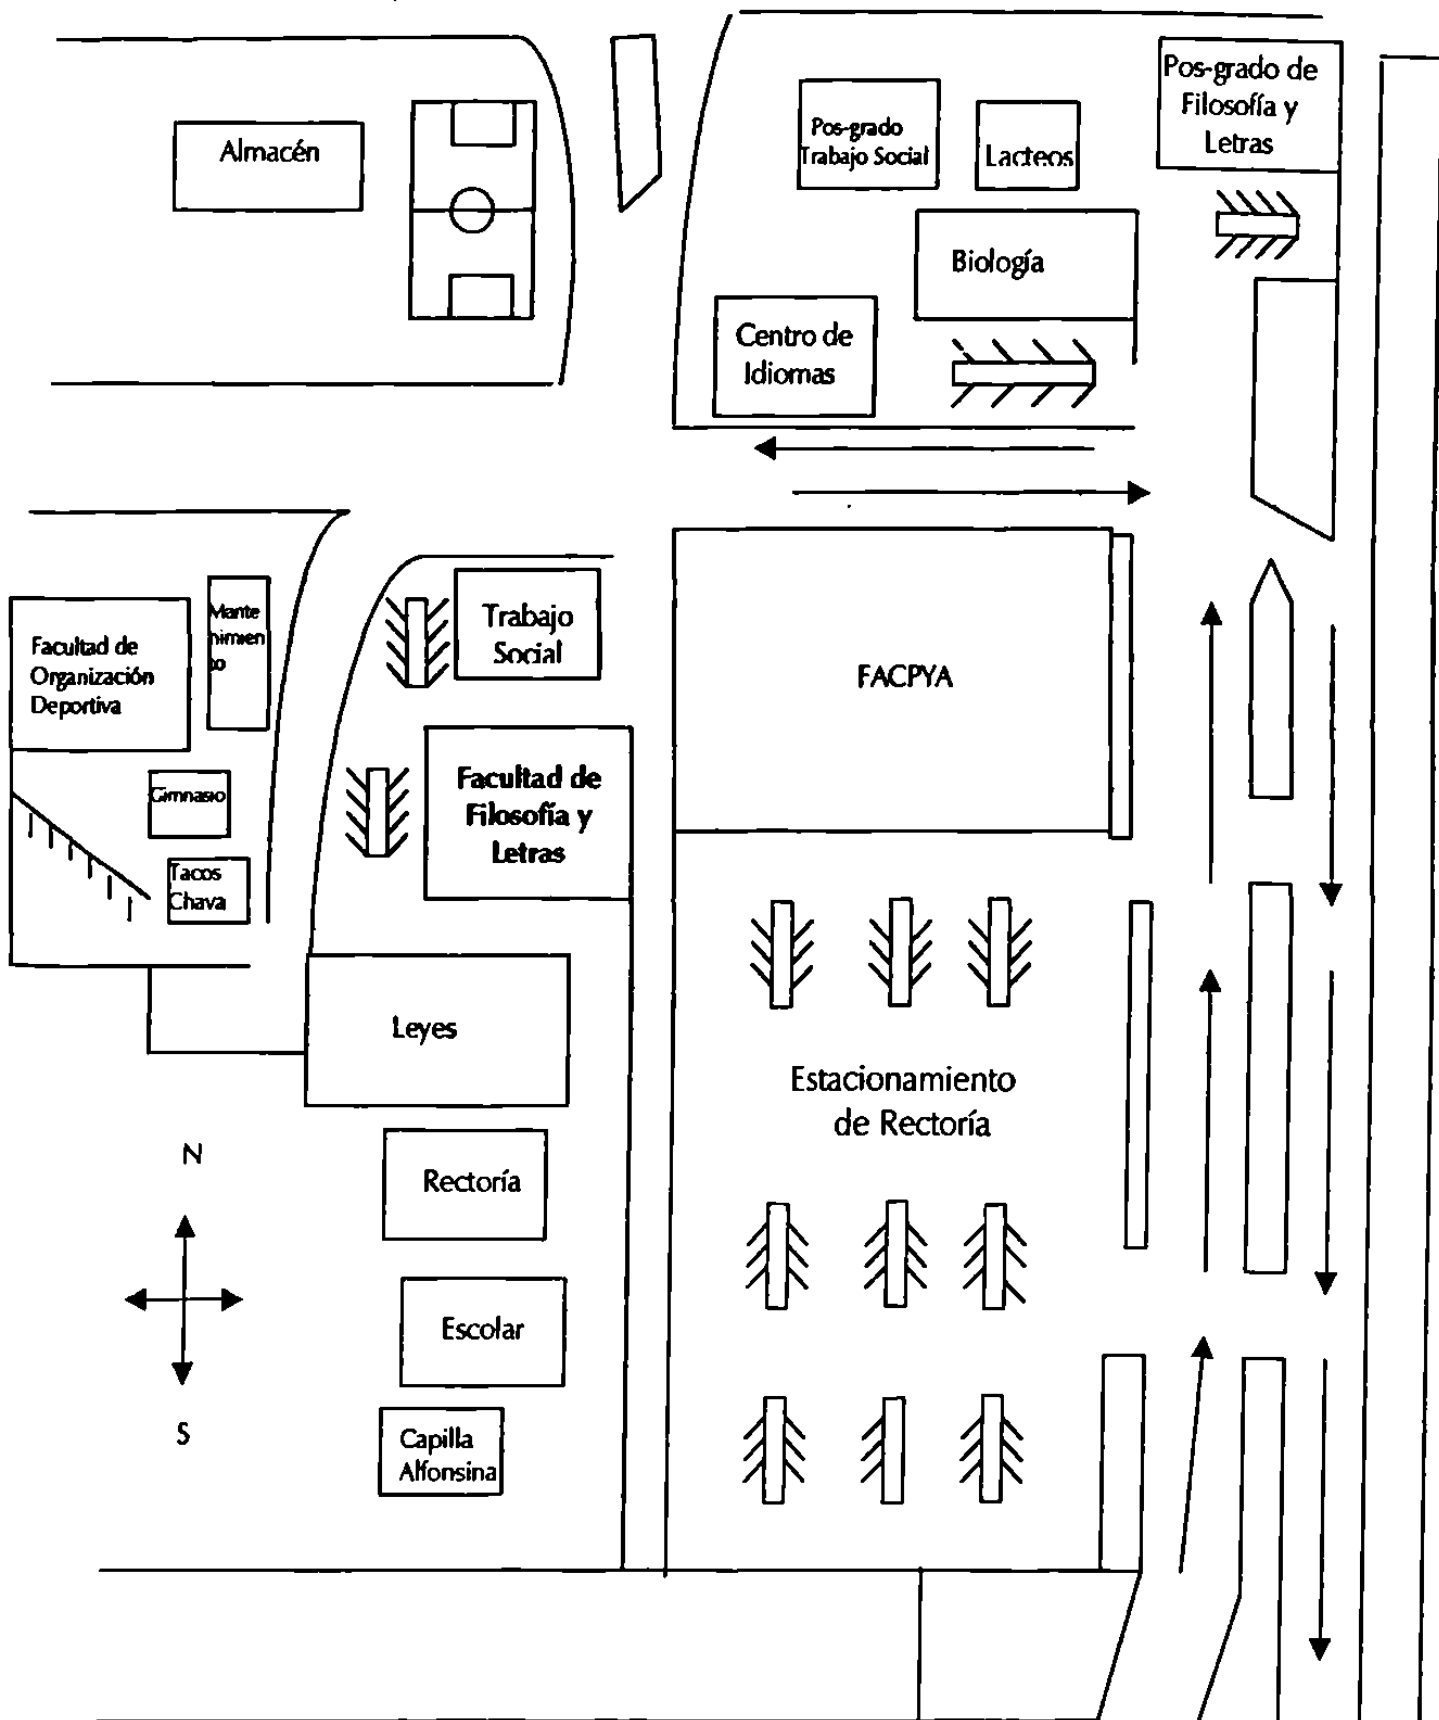 Almacén
Pos-grado
Trabajo Social
Lacteos
Pos-grado de
Filosofía y
Letras
Biología
Centro de
Idiomas
Facultad de
Organización
Deportiva
Mante
nimien
to
Trabajo
Social
FACPYA
Gimnasio
Facultad de
Filosofía y
Letras
Tacos
Chava
Leyes
Estacionamiento
de Rectoría
N
Rectoría
Escolar
S
Capilla
Alfonsina